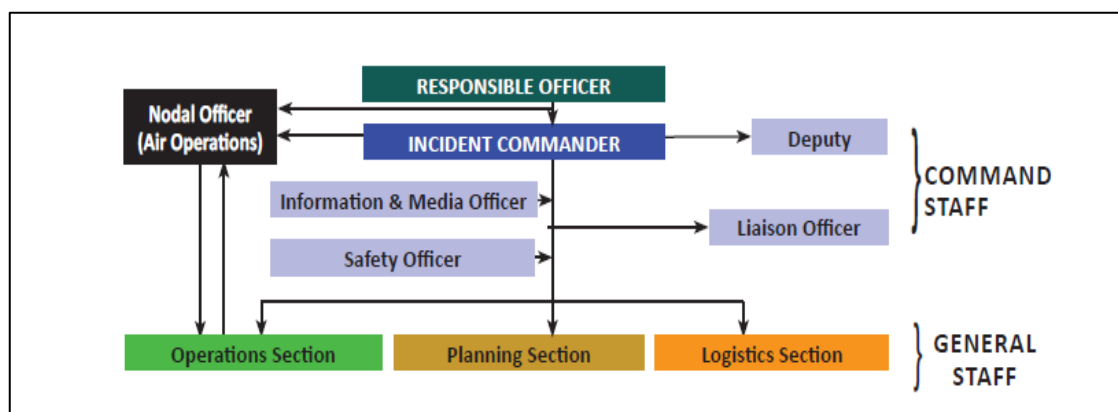 RESPONSIBLE OFFICER
Nodal Officer
(Air Operations)
INCIDENT COMMANDER
Deputy
COMMAND
STAFF
Information & Media Officer
Liaison Officer
Safety Officer
Operations Section
Planning Section
Logistics Section
GENERAL
STAFF